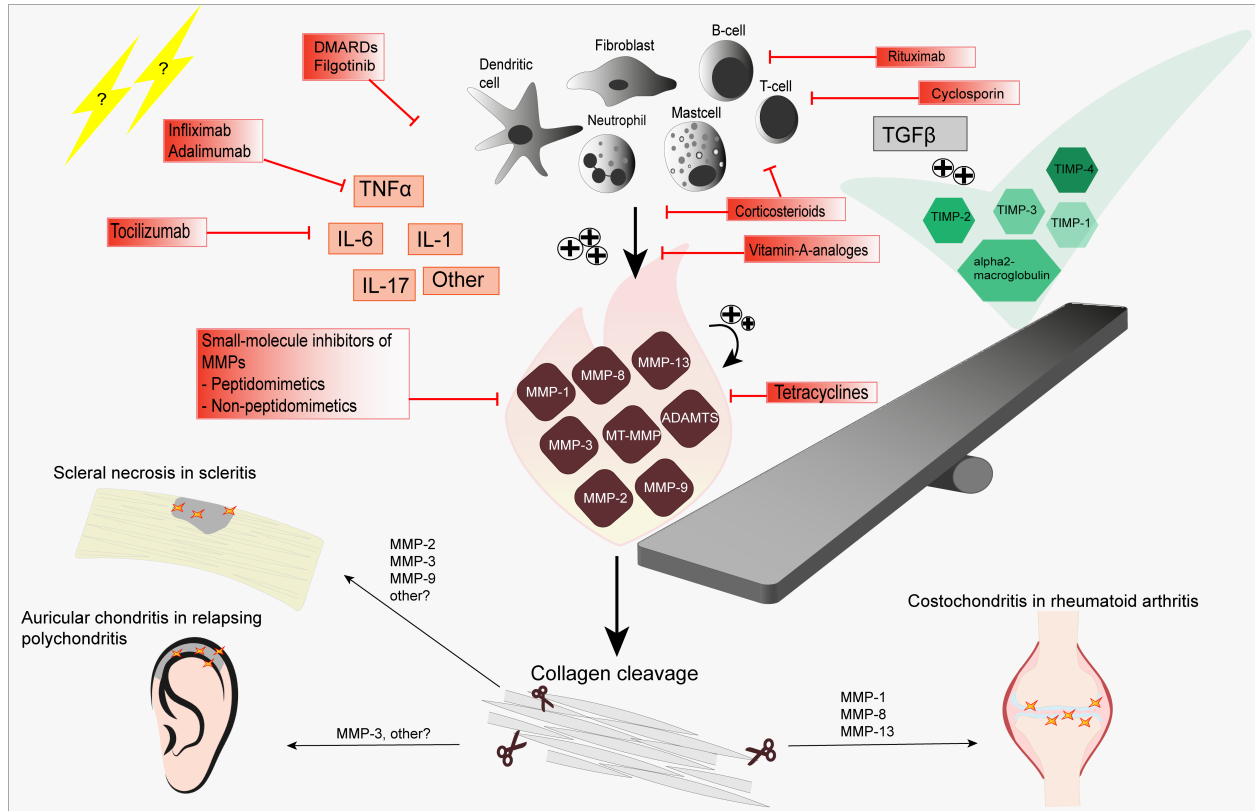 ?
?
DMARDs
Filgotinib
Infliximab
Adalimumab
TNFα
Tocilizumab
IL-6
IL-1
IL-17
Other
Dendritic
cell
Fibroblast
B-cell
T-cell
Neutrophil
Mastcell
Rituximab
Cyclosporin
TGFβ
Corticosterioids
Vitamin-A-analoges
TIMP-4
TIMP-3
TIMP-2
TIMP-1
alpha2-
macroglobulin
Small-molecule inhibitors of
MMPs
- Peptidomimetics
- Non-peptidomimetics
MMP-13
MMP-8
MMP-1
ADAMTS
MT-MMP
MMP-3
MMP-9
MMP-2
Tetracyclines
Scleral necrosis in scleritis
MMP-2
MMP-3
MMP-9
other?
Auricular chondritis in relapsing
polychondritis
MMP-3, other?
Collagen cleavage
MMP-1
MMP-8
MMP-13
Costochondritis in rheumatoid arthritis